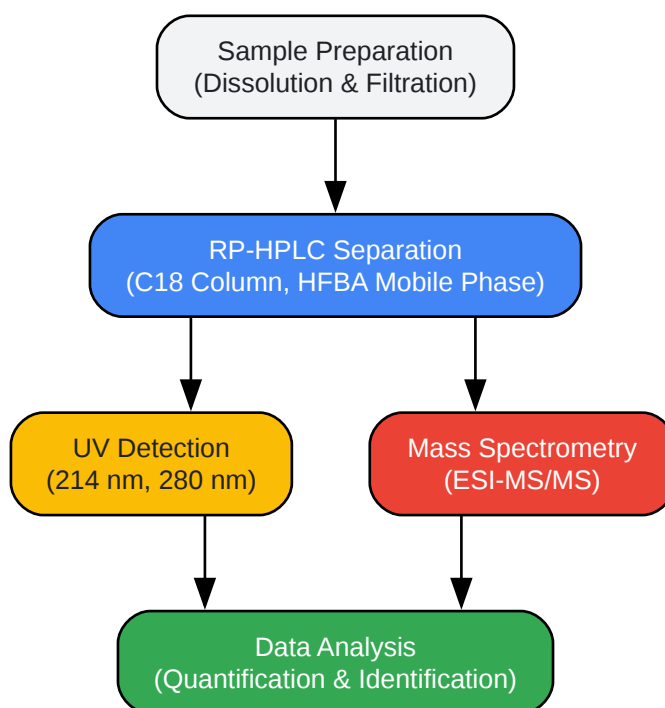 Sample Preparation
(Dissolution & Filtration)
RP-HPLC Separation
(C18 Column, HFBA Mobile Phase)
UV Detection
(214 nm, 280 nm)
Mass Spectrometry
(ESI-MS/MS)
Data Analysis
(Quantification & Identification)